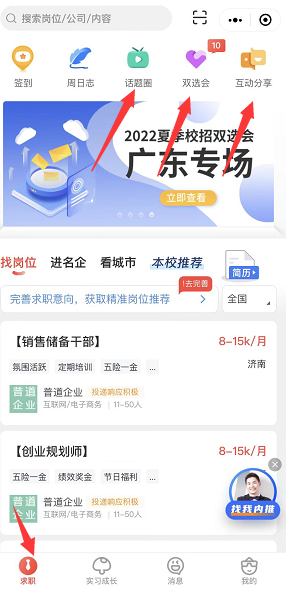 搜索岗位/公司/内容
10
签到 周日志 话题圈 双选会 互动分享
2022夏季校招双选会
广东专场
立即查看
找岗位 进名企 看城市 本校推荐 简历
!去完善
完善求职意向，获取精准岗位推荐 > 全国
【销售储备干部】 8-15k/月
氛围活跃 定期培训 五险一金 ... 济南
普道企业 普道企业 投递响应积极
互联网/电子商务 | 11-50人
【创业规划师】 8-15k/月
五险一金 绩效奖金 节日福利 ...
普道企业 普道企业 投递响应积极
互联网/电子商务 | 11-50人
找我内推
求职 实习成长 消息 我的